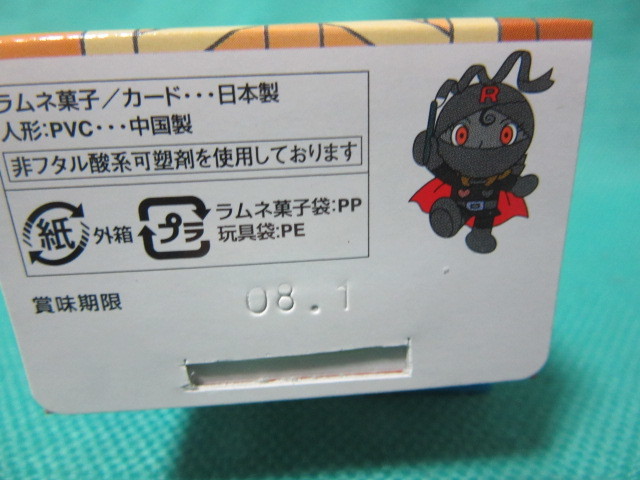 ラムネ菓子／カード・・・日本製
人形:PVC・・・中国製
非フタル酸系可塑剤を使用しております
紙 外箱
プラ ラムネ菓子袋:PP
玩具袋:PE
賞味期限 08.1
R